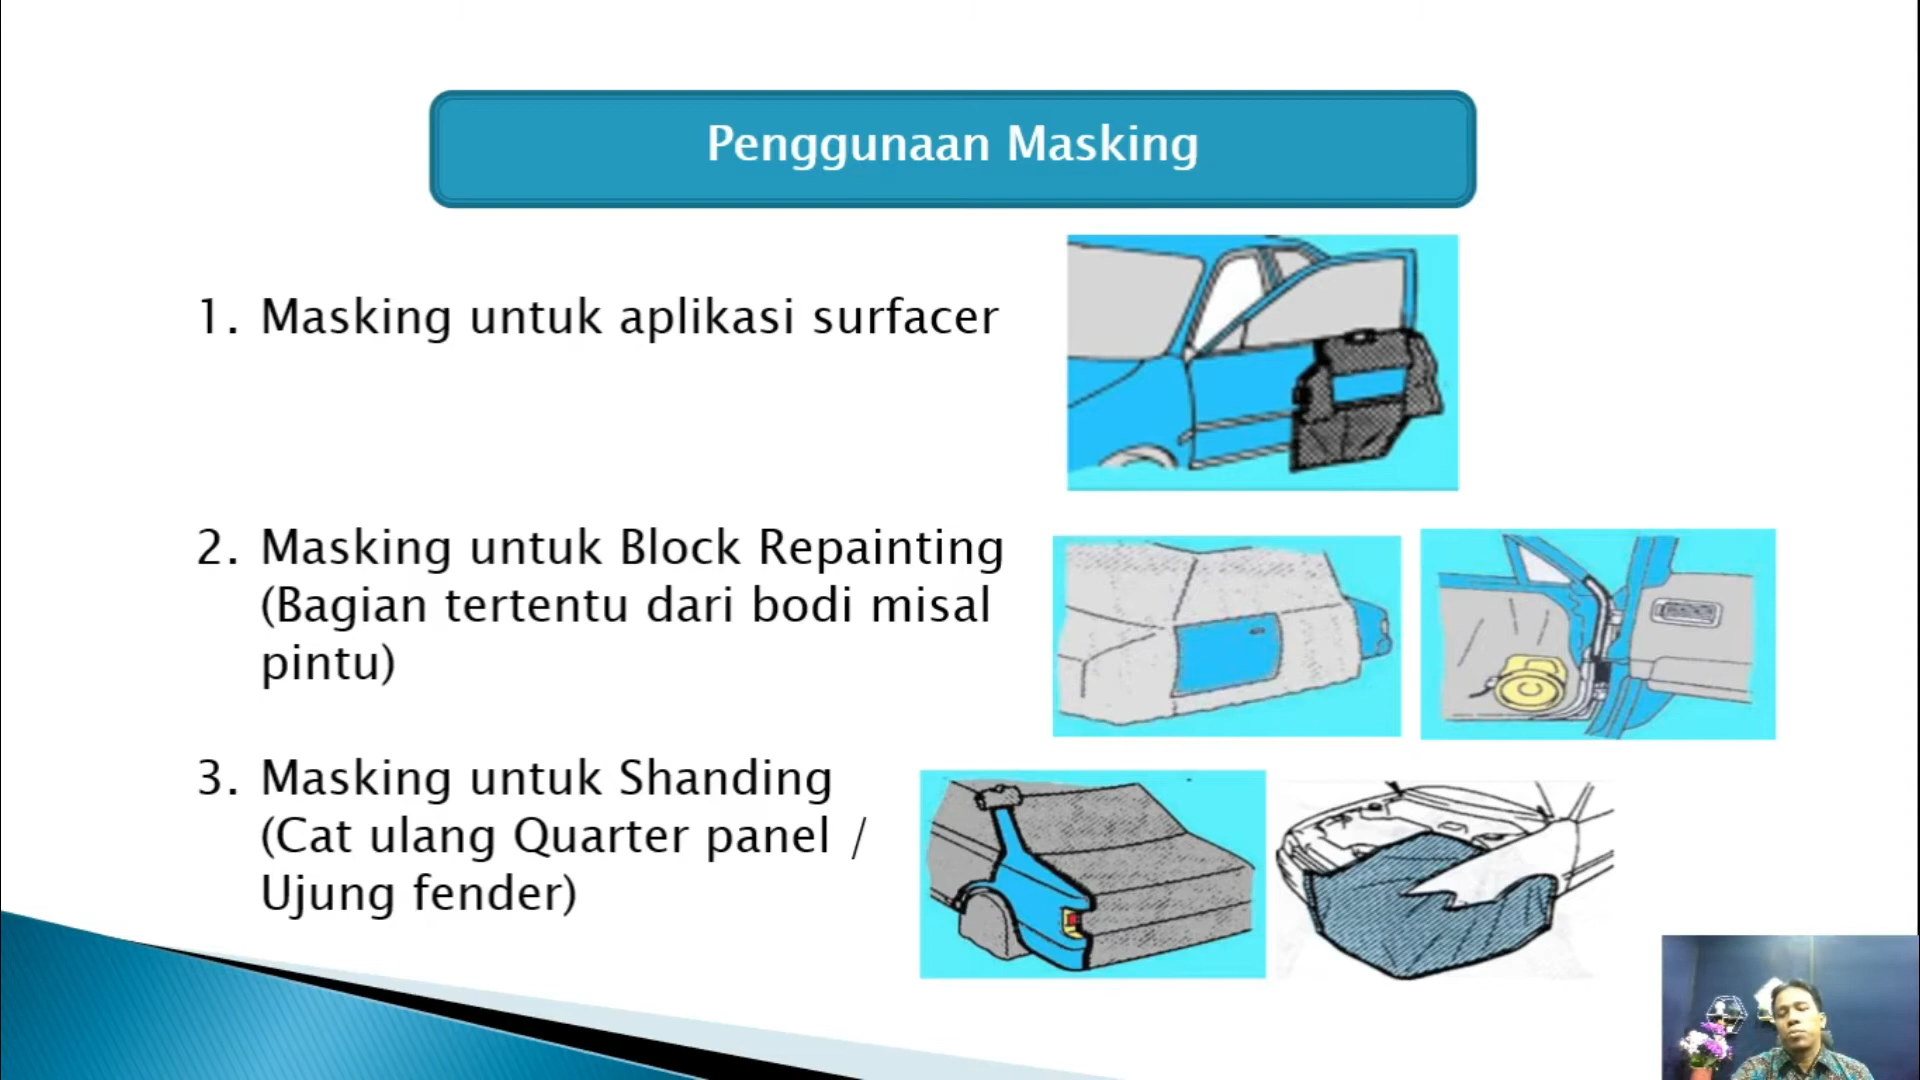 Penggunaan Masking
1. Masking untuk aplikasi surfacer
2. Masking untuk Block Repainting
(Bagian tertentu dari bodi misal
pintu)
3. Masking untuk Shanding
(Cat ulang Quarter panel /
Ujung fender)